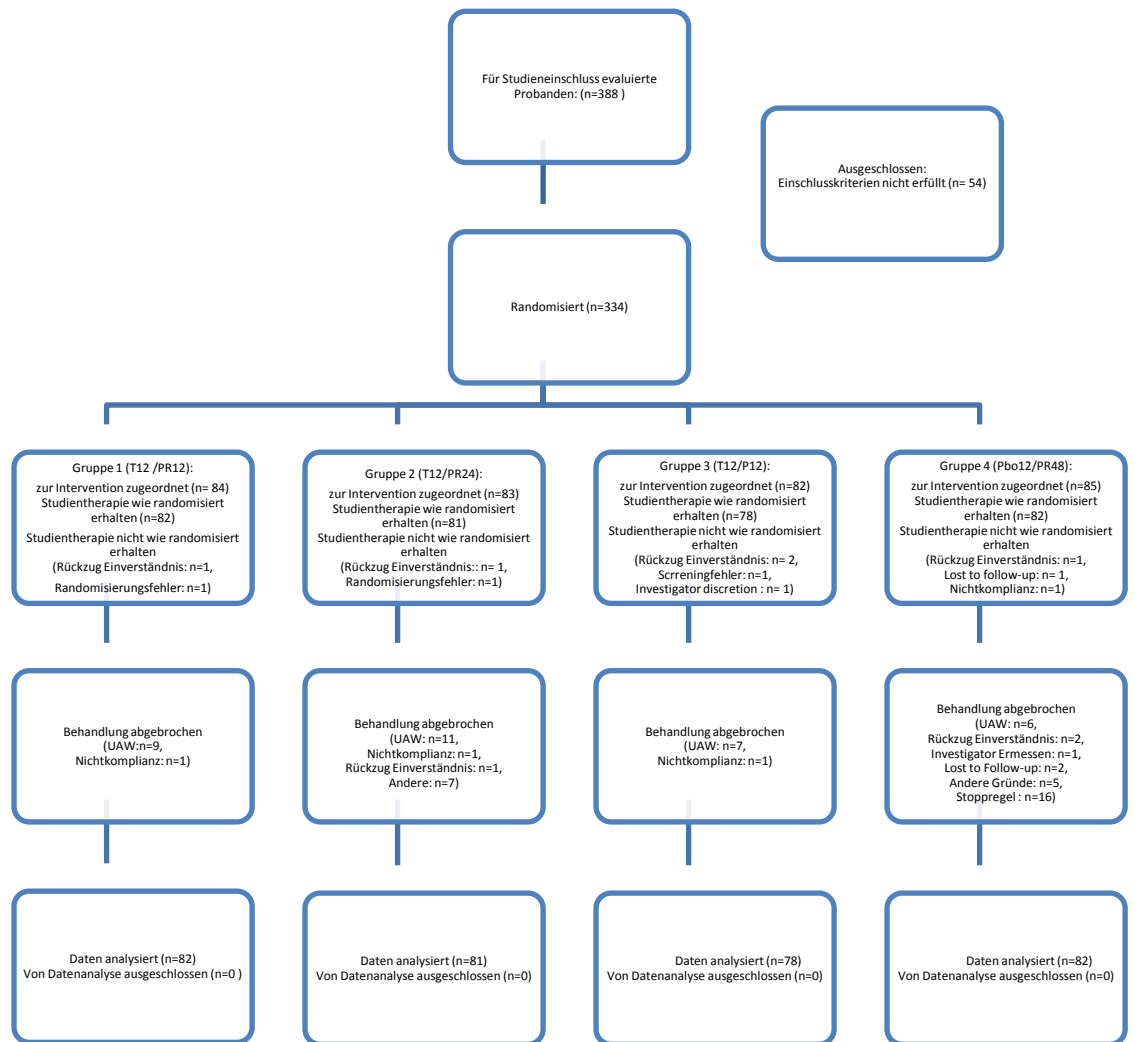 Für Studieneinschluss evaluierte
Probanden: (n=388 )
Ausgeschlossen:
Einschlusskriterien nicht erfüllt (n= 54)
Randomisiert (n=334)
Gruppe 1 (T12 /PR12):
zur Intervention zugeordnet (n= 84)
Studientherapie wie randomisiert
erhalten (n=82)
Studientherapie nicht wie randomisiert
erhalten
(Rückzug Einverständnis: n=1,
Randomisierungsfehler: n=1)
Gruppe 2 (T12/PR24):
zur Intervention zugeordnet (n=83)
Studientherapie wie randomisiert
erhalten (n=81)
Studientherapie nicht wie randomisiert
erhalten
(Rückzug Einverständnis:: n= 1,
Randomisierungsfehler: n=1)
Gruppe 3 (T12/P12):
zur Intervention zugeordnet (n=82)
Studientherapie wie randomisiert
erhalten (n=78)
Studientherapie nicht wie randomisiert
erhalten
(Rückzug Einverständnis: n= 2,
Scrreningfehler: n=1,
Investigator discretion : n= 1)
Gruppe 4 (Pbo12/PR48):
zur Intervention zugeordnet (n=85)
Studientherapie wie randomisiert
erhalten (n=82)
Studientherapie nicht wie randomisiert
erhalten
(Rückzug Einverständnis: n=1,
Lost to follow-up: n= 1,
Nichtkomplianz: n=1)
Behandlung abgebrochen
(UAW:n=9,
Nichtkomplianz: n=1)
Behandlung abgebrochen
(UAW: n=11,
Nichtkomplianz: n=1,
Rückzug Einverständnis: n=1,
Andere: n=7)
Behandlung abgebrochen
(UAW: n=7,
Nichtkomplianz: n=1)
Behandlung abgebrochen
(UAW: n=6,
Rückzug Einverständnis: n=2,
Investigator Ermessen: n=1,
Lost to Follow-up: n=2,
Andere Gründe: n=5,
Stoppregel : n=16)
Daten analysiert (n=82)
Von Datenanalyse ausgeschlossen (n=0 )
Daten analysiert (n=81)
Von Datenanalyse ausgeschlossen (n=0)
Daten analysiert (n=78)
Von Datenanalyse ausgeschlossen (n=0)
Daten analysiert (n=82)
Von Datenanalyse ausgeschlossen (n=0)